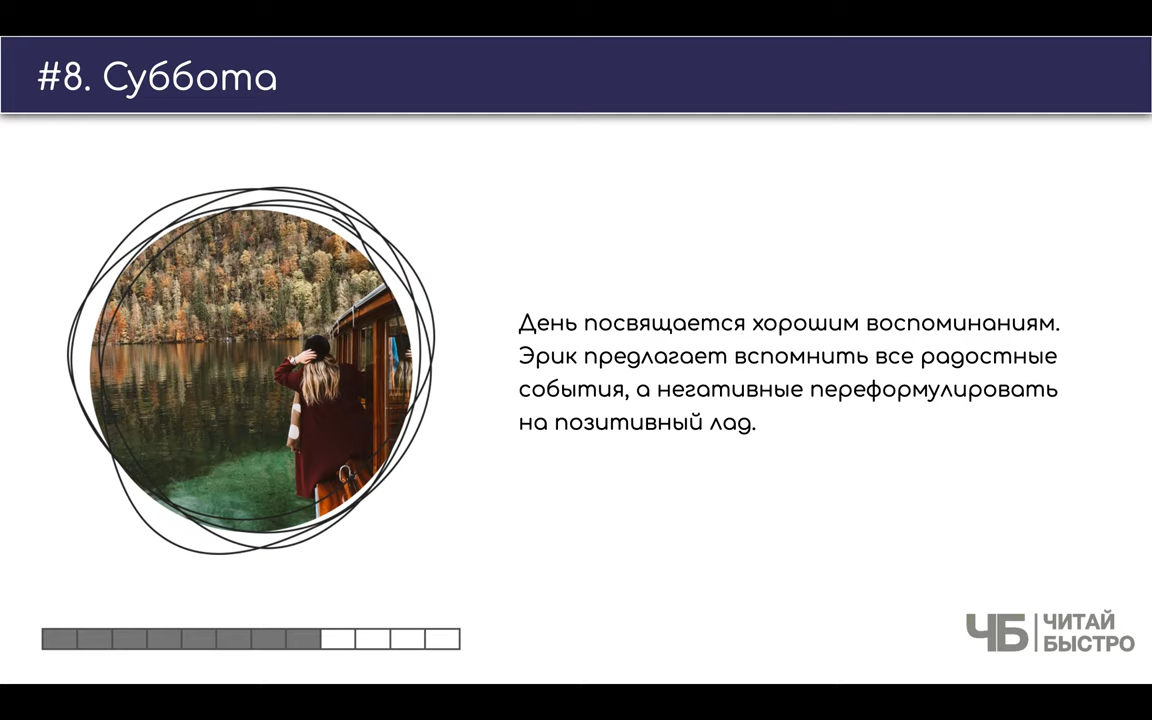 #8. Суббота
День посвящается хорошим воспоминаниям.
Эрик предлагает вспомнить все радостные
события, а негативные переформулировать
на позитивный лад.
ЧБ
ЧИТАЙ
БЫСТРО